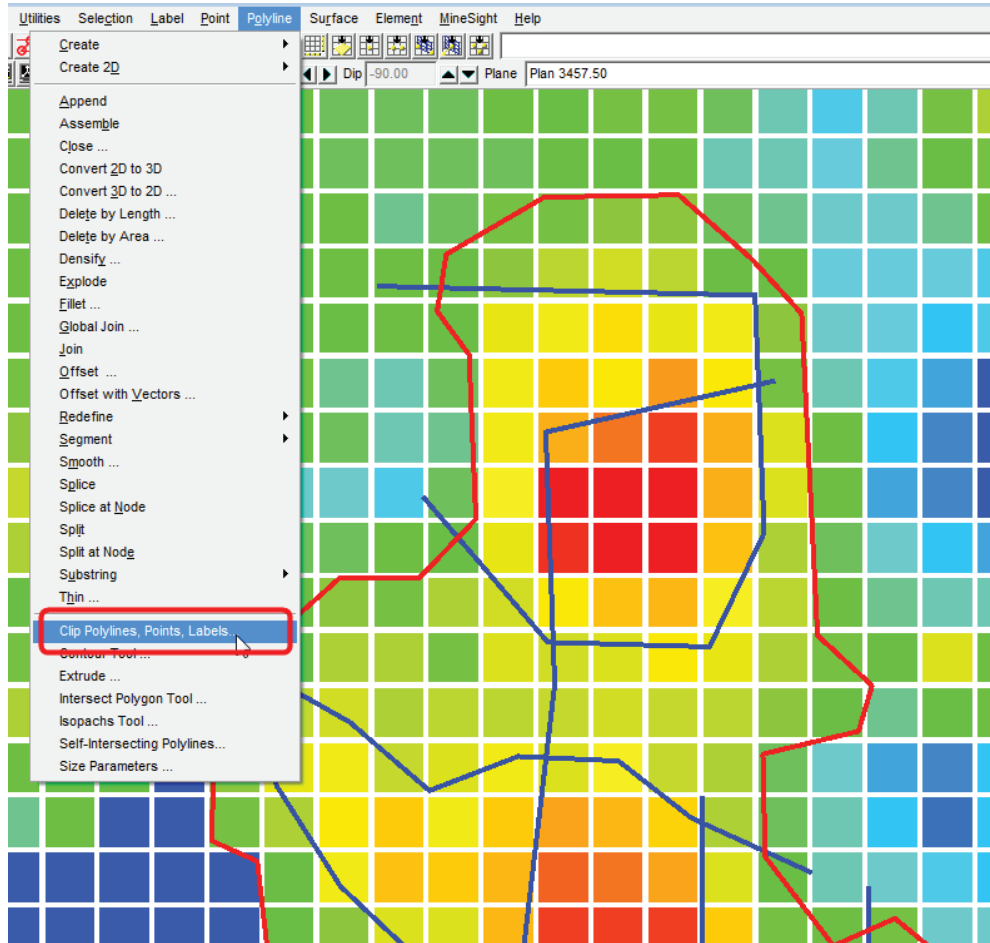 Utilities Selection Label Point Polyline Surface Element MineSight Help
Create
Create 2D
Dip -90.00 Plane Plan 3457.50
Append
Assemble
Close ...
Convert 2D to 3D
Convert 3D to 2D ...
Delete by Length ...
Delete by Area ...
Densify ...
Explode
Fillet ...
Global Join ...
Join
Offset ...
Offset with Vectors ...
Redefine
Segment
Smooth ...
Splice
Splice at Node
Split
Split at Node
Substring
Thin ...
Clip Polylines, Points, Labels...
Contour Tool ...
Extrude ...
Intersect Polygon Tool ...
Isopachs Tool ...
Self-Intersecting Polylines...
Size Parameters ...